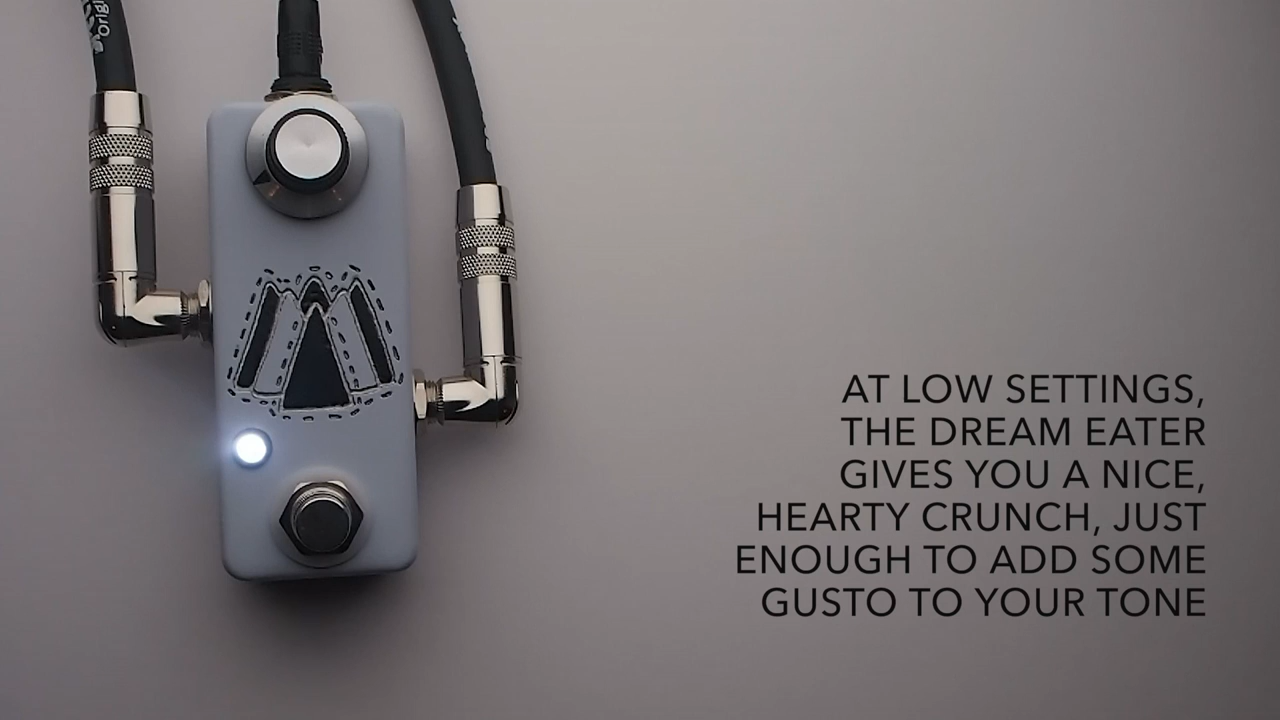 Origi
AT LOW SETTINGS,
THE DREAM EATER
GIVES YOU A NICE,
HEARTY CRUNCH, JUST
ENOUGH TO ADD SOME
GUSTO TO YOUR TONE